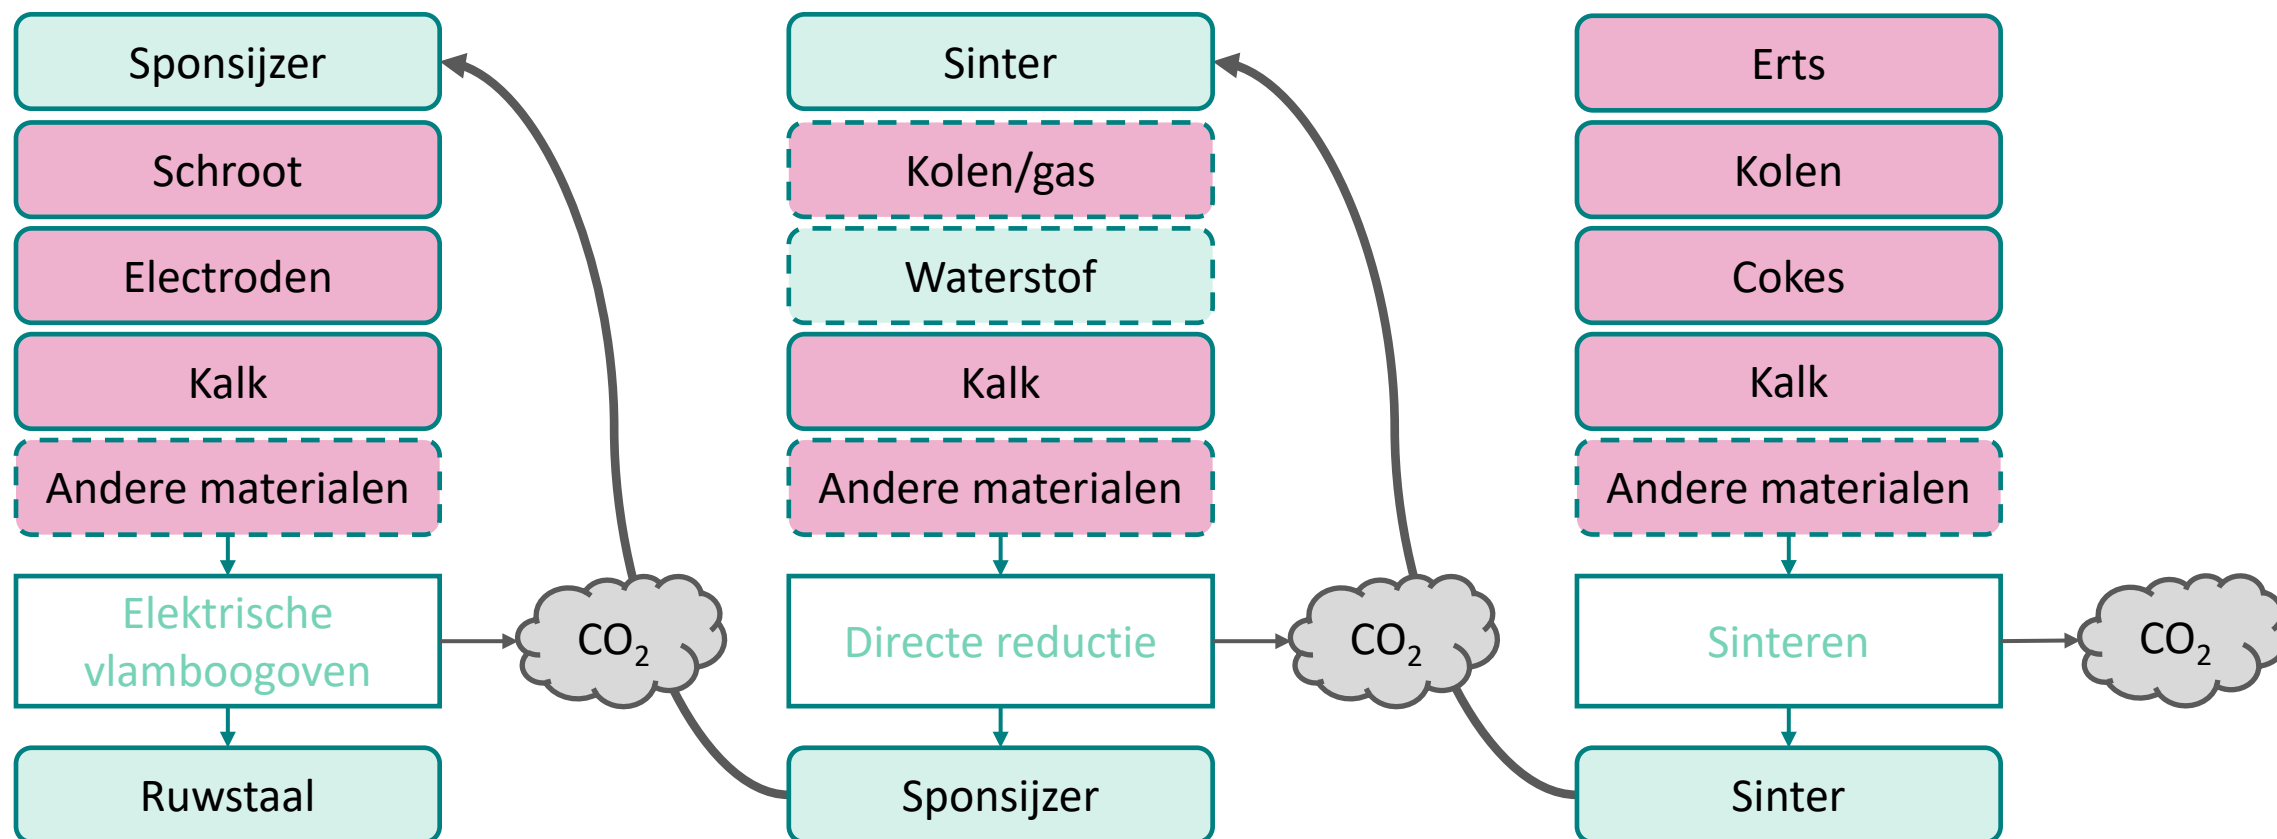 Sponsijzer
Schroot
Electroden
Kalk
Andere materialen
Elektrische
vlamboogoven
CO₂
Ruwstaal
Sinter
Kolen/gas
Waterstof
Kalk
Andere materialen
Directe reductie
CO₂
Sponsijzer
Erts
Kolen
Cokes
Kalk
Andere materialen
Sinteren
CO₂
Sinter